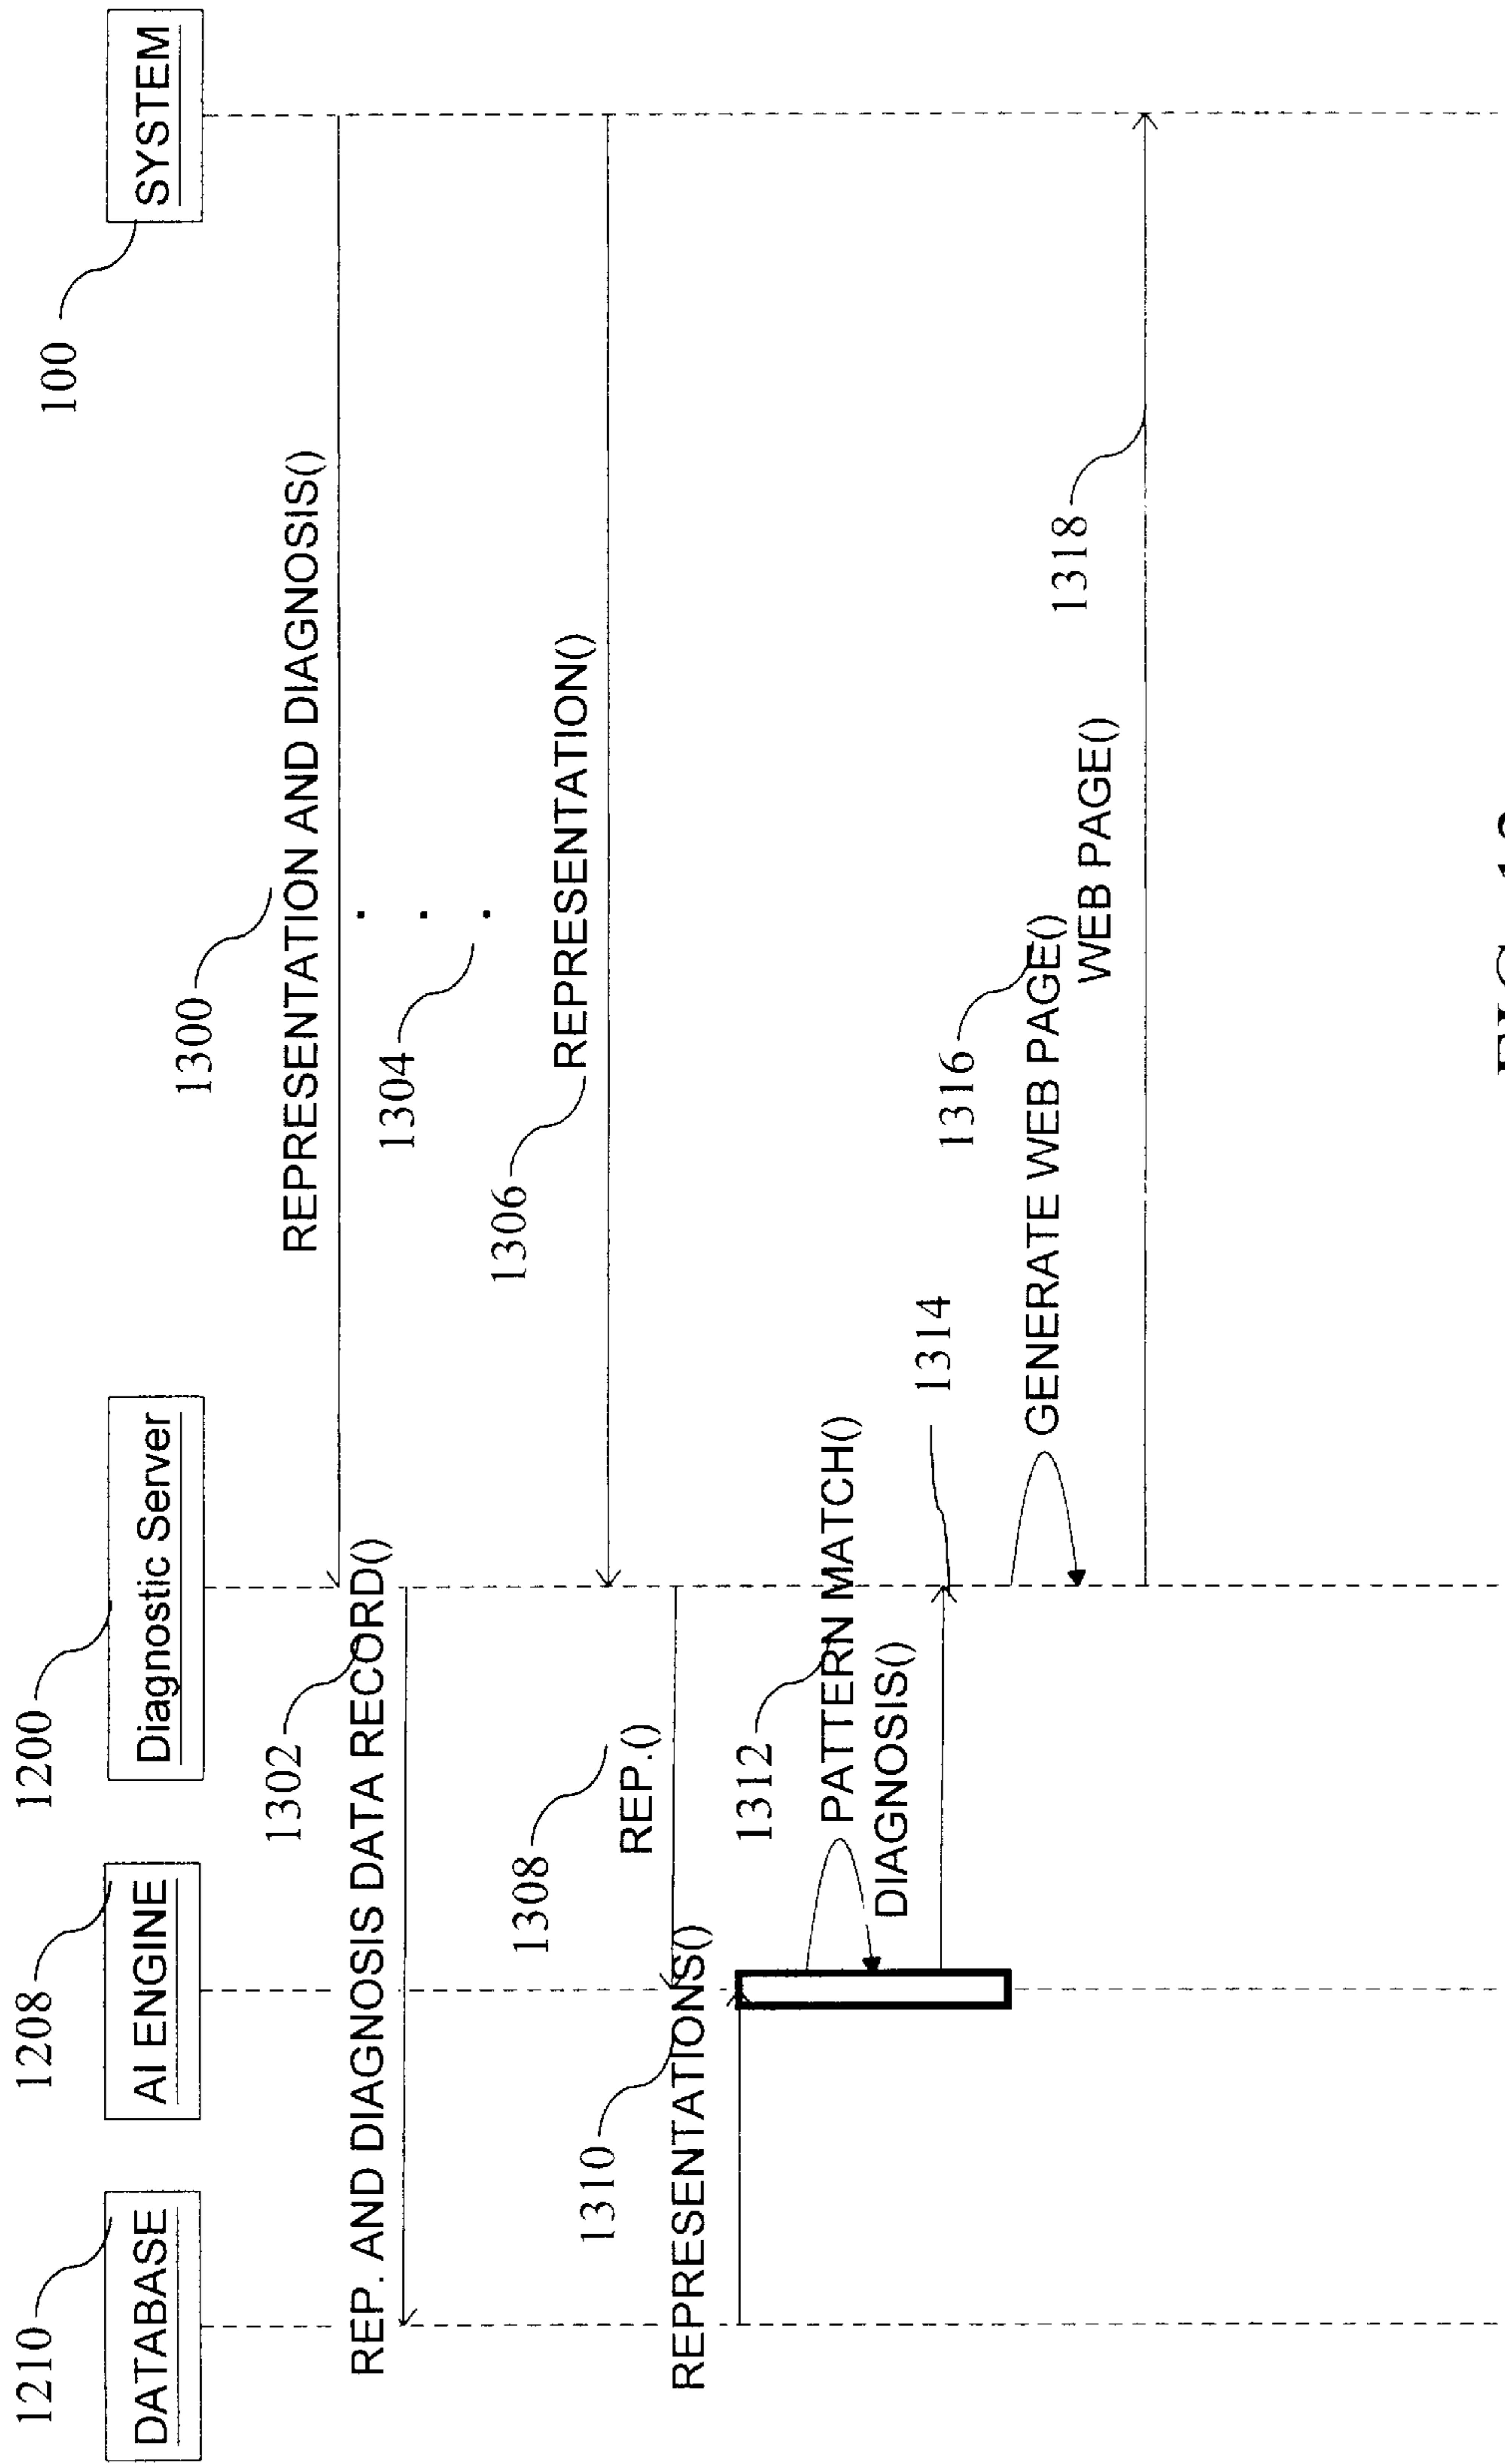 1210
DATABASE
1208
AI ENGINE
1200
Diagnostic Server
100
SYSTEM
1300
REPRESENTATION AND DIAGNOSIS()
1302
REP. AND DIAGNOSIS DATA RECORD()
1304
1306
REPRESENTATION()
1308
REP.()
1310
REPRESENTATIONS()
1312
PATTERN MATCH()
DIAGNOSIS()
1314
1316
GENERATE WEB PAGE()
1318
WEB PAGE()